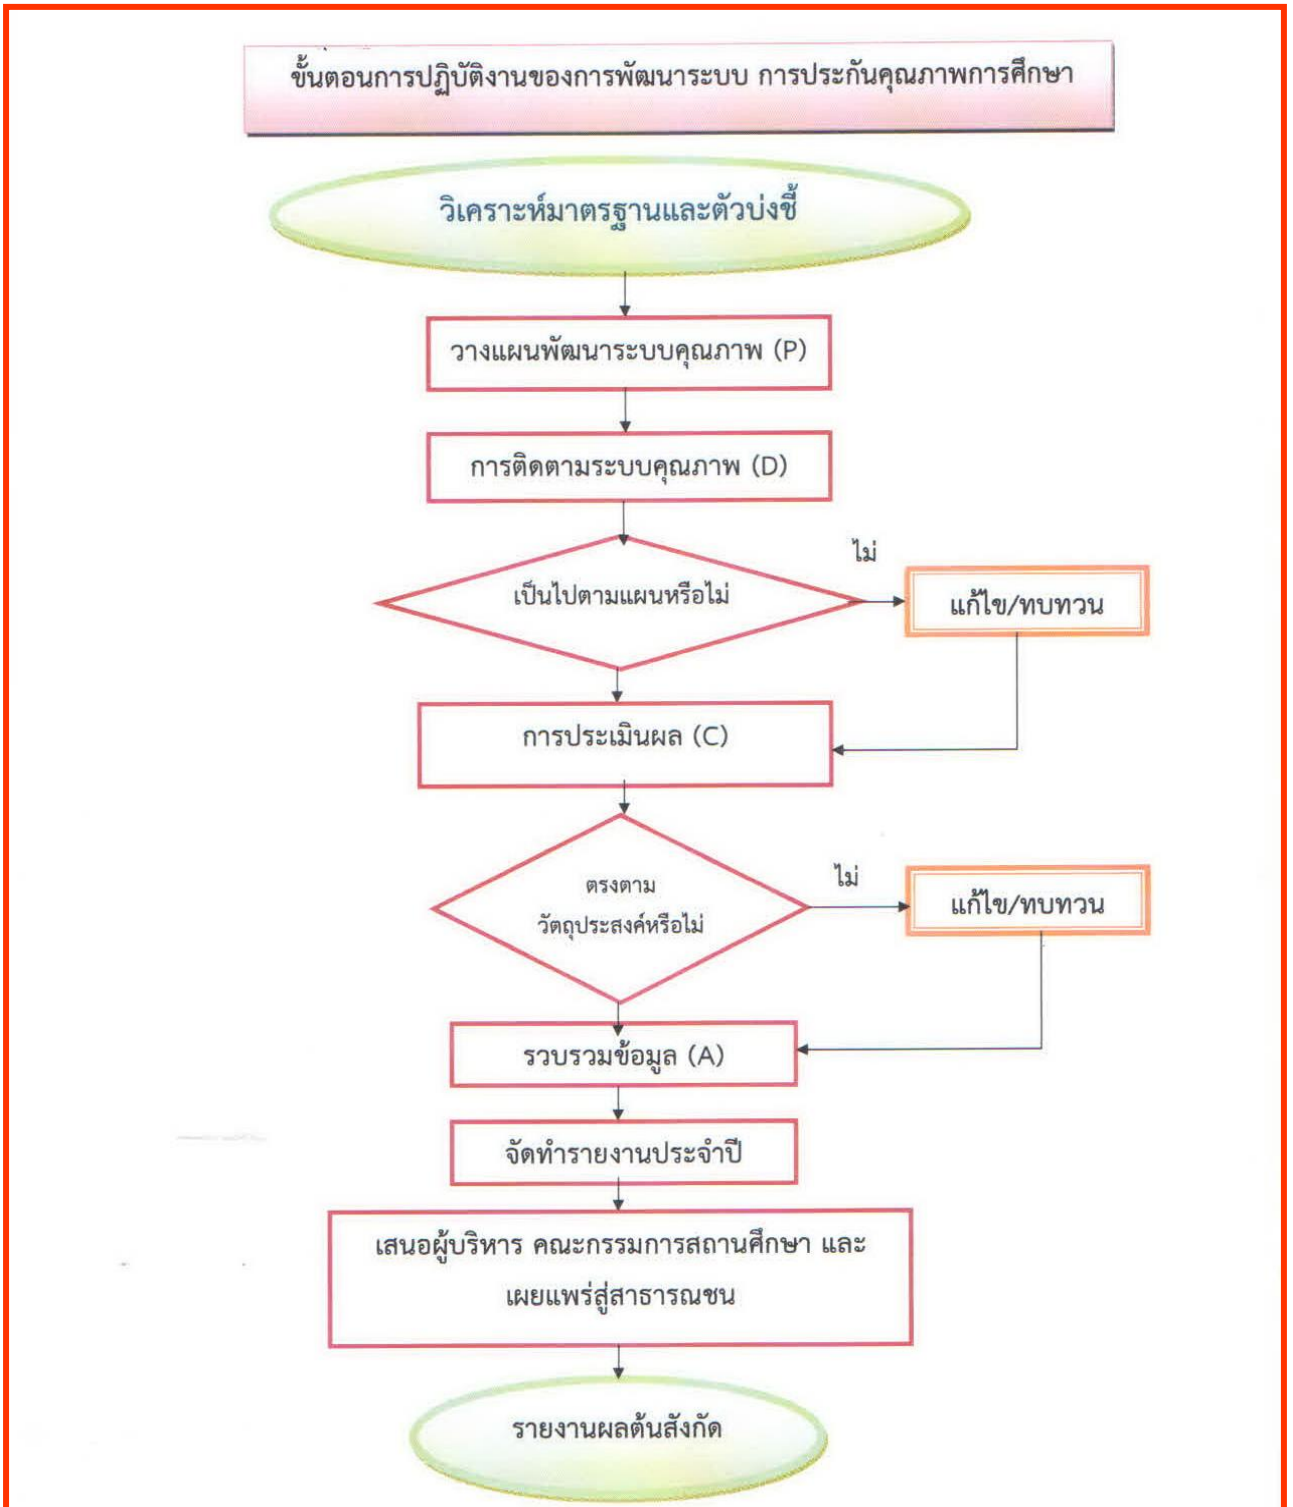 ขั้นตอนการปฏิบัติงานของการพัฒนาระบบ การประกันคุณภาพการศึกษา
วิเคราะห์มาตรฐานและตัวบ่งชี้
วางแผนพัฒนาระบบคุณภาพ (P)
การติดตามระบบคุณภาพ (D)
ไม่
เป็นไปตามแผนหรือไม่
แก้ไข/ทบทวน
การประเมินผล (C)
ไม่
ตรงตาม
วัตถุประสงค์หรือไม่
แก้ไข/ทบทวน
รวบรวมข้อมูล (A)
จัดทำรายงานประจำปี
เสนอผู้บริหาร คณะกรรมการสถานศึกษา และ
เผยแพร่สู่สาธารณชน
รายงานผลต้นสังกัด